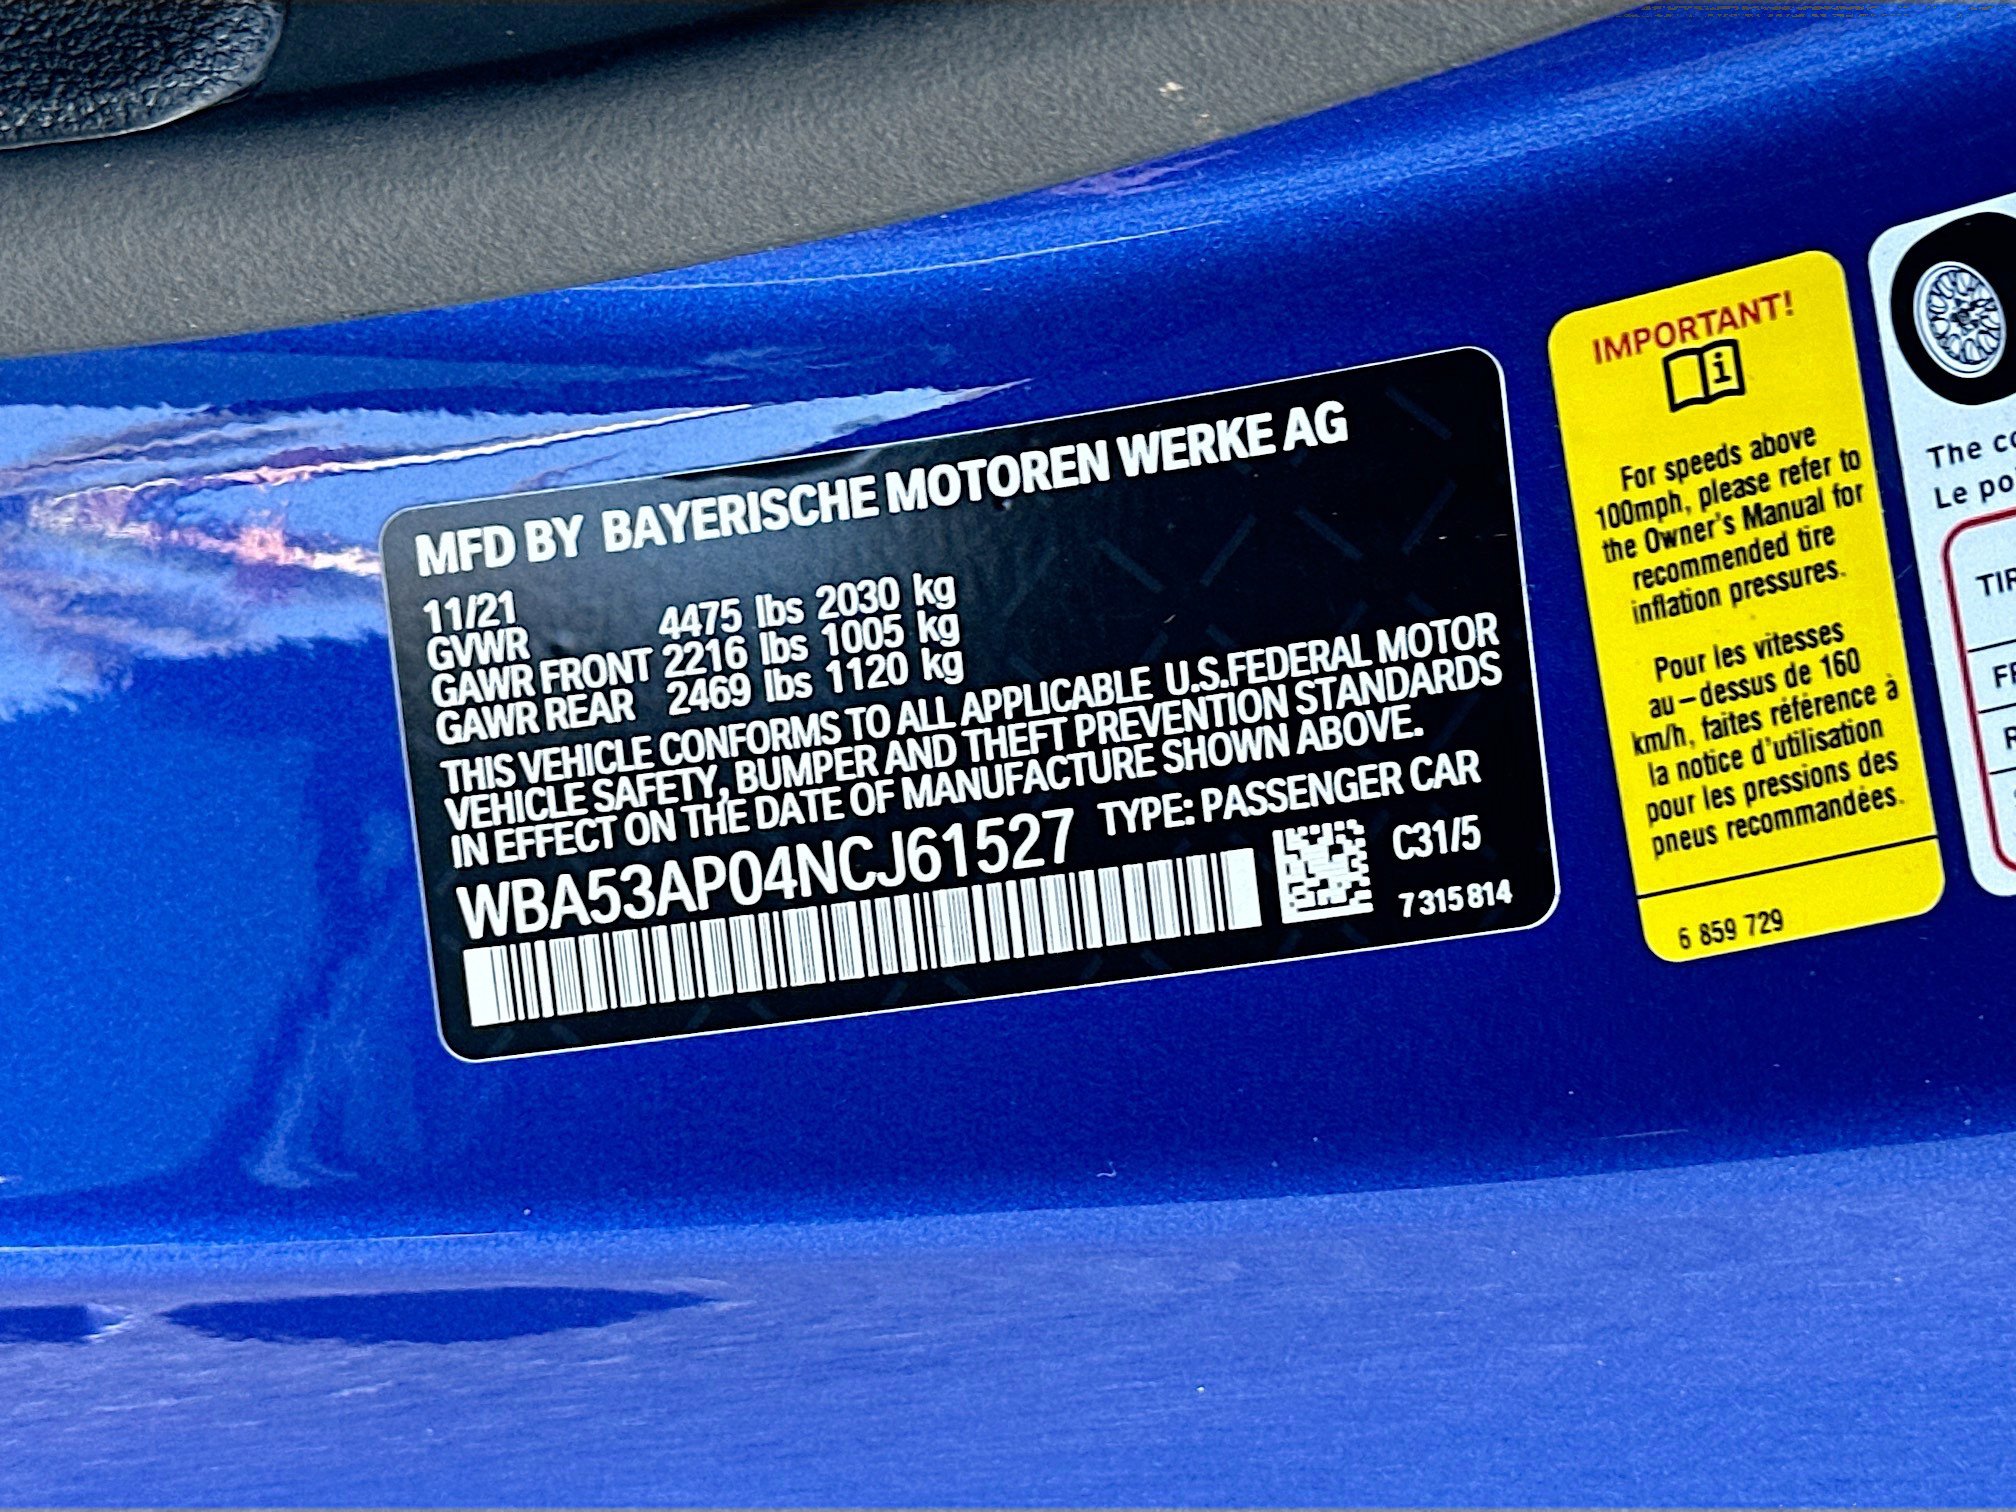 MFD BY BAYERISCHE MOTOREN WERKE AG
11/21
GVWR 4475 lbs 2030 kg
GAWR FRONT 2216 lbs 1005 kg
GAWR REAR 2469 lbs 1120 kg
THIS VEHICLE CONFORMS TO ALL APPLICABLE U.S.FEDERAL MOTOR
VEHICLE SAFETY, BUMPER AND THEFT PREVENTION STANDARDS
IN EFFECT ON THE DATE OF MANUFACTURE SHOWN ABOVE.
WBA53AP04NCJ61527 TYPE: PASSENGER CAR
C31/5
7 315 814
IMPORTANT!
i
For speeds above
100mph, please refer to
the Owner's Manual for
recommended tire
inflation pressures.
Pour les vitesses
au-dessus de 160
km/h, faites référence à
la notice d'utilisation
pour les pressions des
pneus recommandées.
6 859 729
The
Le